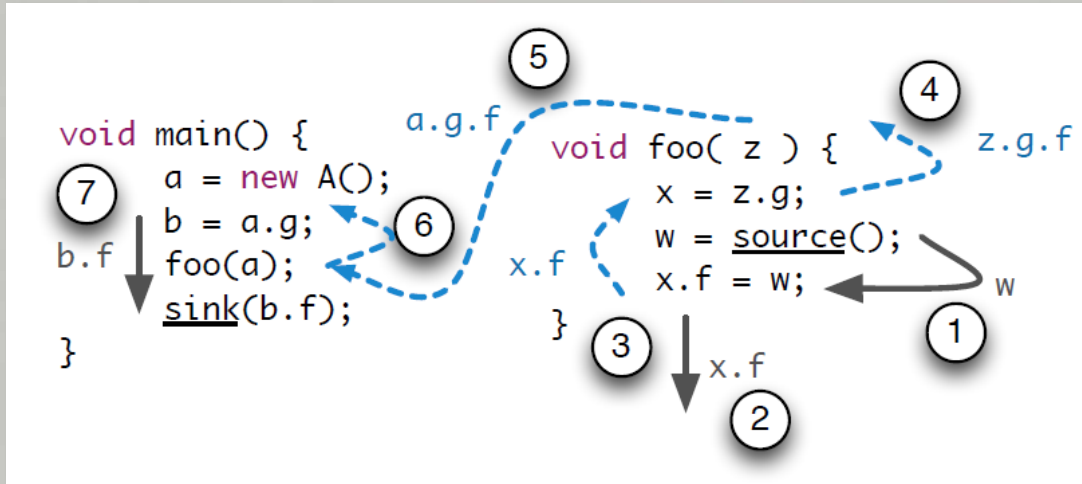 5
4
a.g.f
void main() {
void foo( z ) {
z.g.f
7
a = new A();
x = z.g;
b = a.g;
6
w = source();
b.f
foo(a);
x.f
x.f = w;
w
sink(b.f);
}
}
3
1
x.f
2